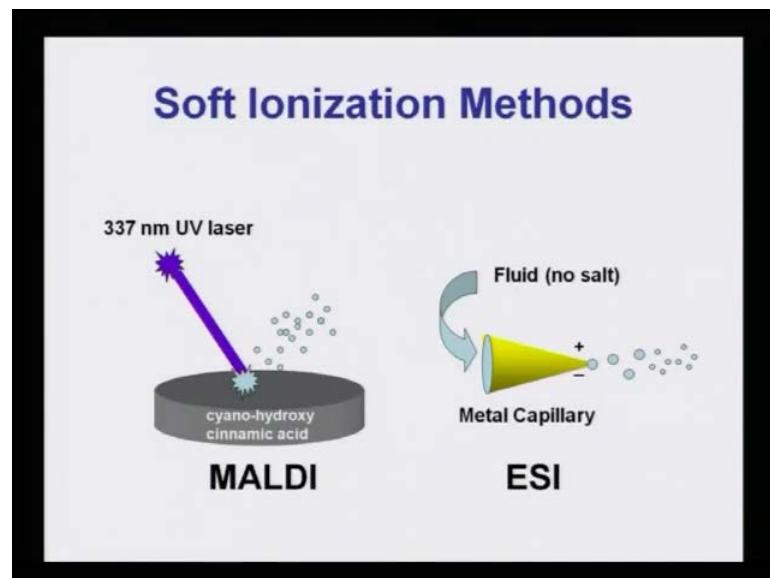 Soft Ionization Methods
337 nm UV laser
cyano-hydroxy
cinnamic acid
MALDI
Fluid (no salt)
+
–
Metal Capillary
ESI